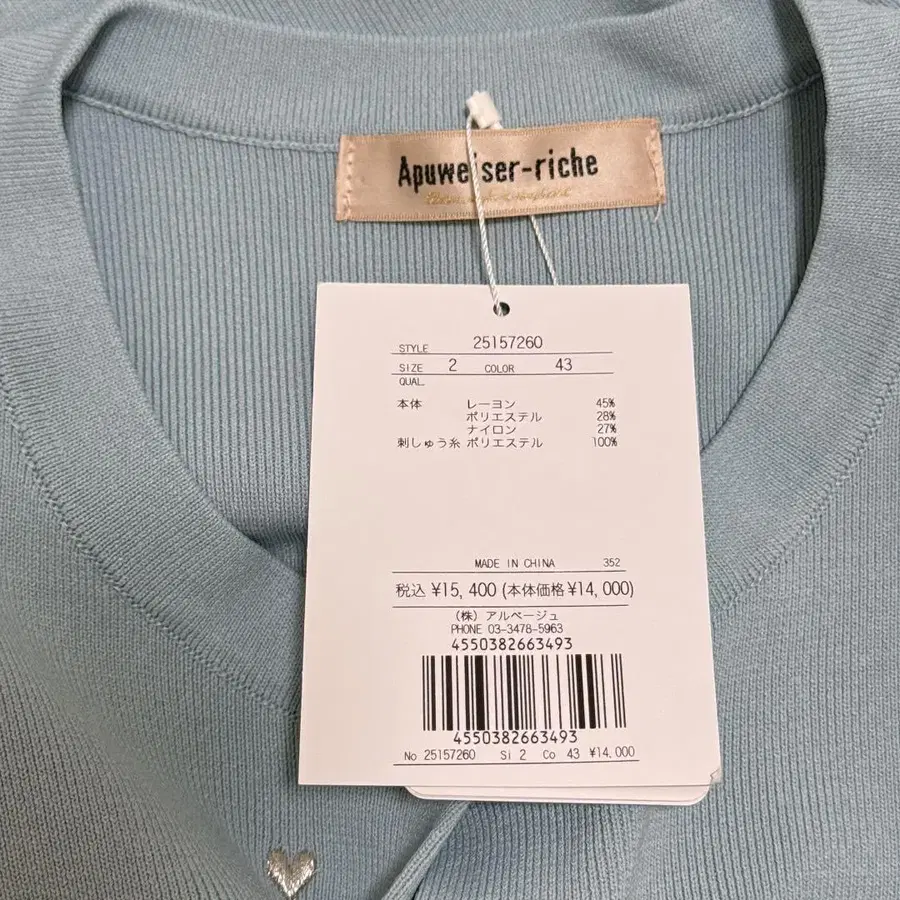 Apuweiser-riche
STYLE 25157260
SIZE 2 COLOR 43
QUAL.
本体 レーヨン 45%
ポリエステル 28%
ナイロン 27%
刺しゅう糸 ポリエステル 100%
MADE IN CHINA 352
税込 ¥15,400 (本体価格 ¥14,000)
(株) アルページュ
PHONE 03-3478-5963
4550382663493
4550382663493
No 25157260 Si 2 Co 43 ¥14,000